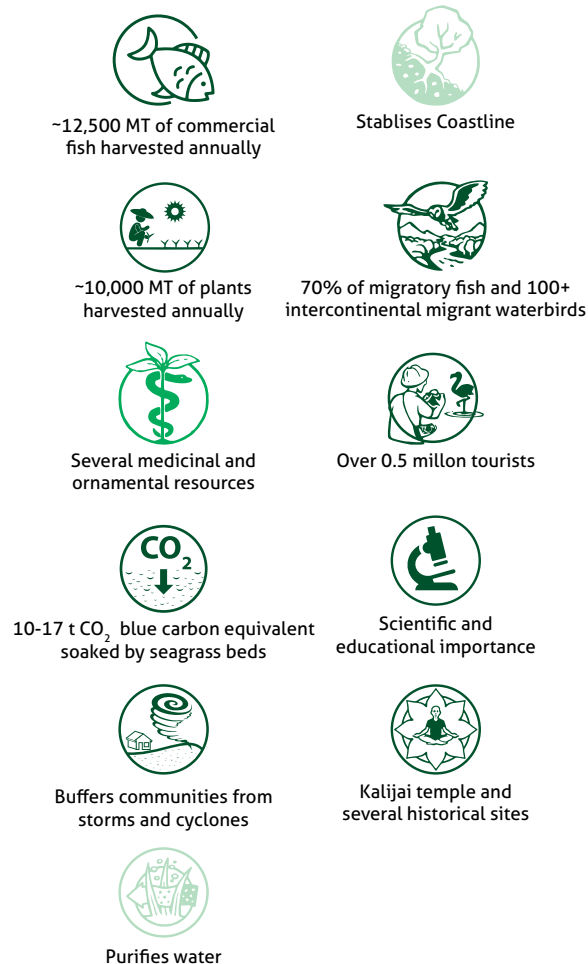 ~12,500 MT of commercial
fish harvested annually
Stablises Coastline
~10,000 MT of plants
harvested annually
70% of migratory fish and 100+
intercontinental migrant waterbirds
Several medicinal and
ornamental resources
Over 0.5 millon tourists
CO₂
10-17 t CO₂ blue carbon equivalent
soaked by seagrass beds
Scientific and
educational importance
Buffers communities from
storms and cyclones
Kalijai temple and
several historical sites
Purifies water